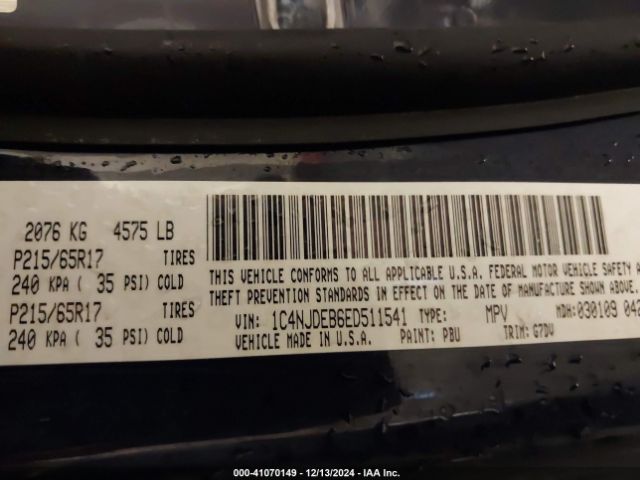 2076 KG 4575 LB
P215/65R17 TIRES
240 KPA ( 35 PSI) COLD
P215/65R17 TIRES
240 KPA ( 35 PSI) COLD
THIS VEHICLE CONFORMS TO ALL APPLICABLE U.S.A. FEDERAL MOTOR VEHICLE SAFETY
THEFT PREVENTION STANDARDS IN EFFECT ON THE DATE OF MANUFACTURE SHOWN ABOVE.
VIN: 1C4NJDEB6ED511541 TYPE: MPV MDH: 030109 042
VEHICLE MADE IN U.S.A. PAINT: PBU TRIM: G7DV
000-41070149 - 12/13/2024 - IAA Inc.